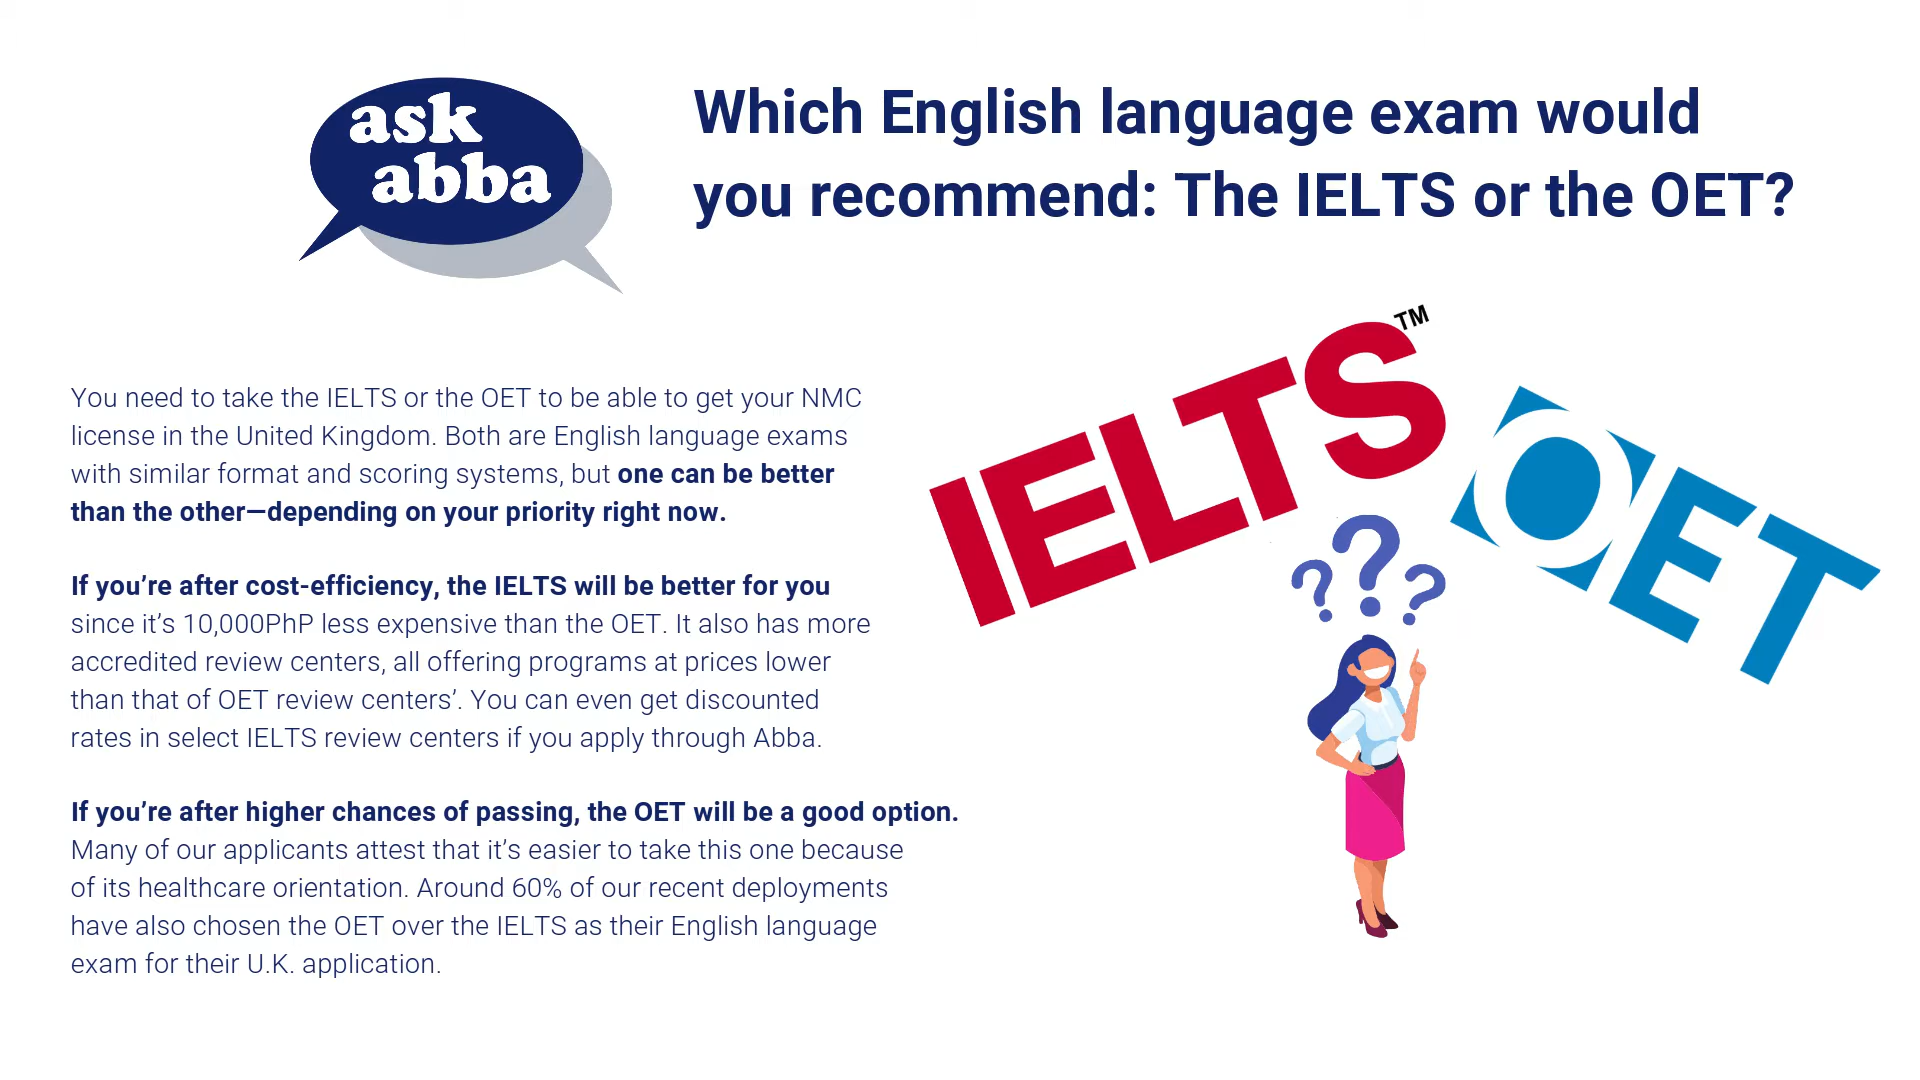 ask
abba
Which English language exam would
you recommend: The IELTS or the OET?
You need to take the IELTS or the OET to be able to get your NMC
license in the United Kingdom. Both are English language exams
with similar format and scoring systems, but one can be better
than the other—depending on your priority right now.
If you’re after cost-efficiency, the IELTS will be better for you
since it’s 10,000PhP less expensive than the OET. It also has more
accredited review centers, all offering programs at prices lower
than that of OET review centers’. You can even get discounted
rates in select IELTS review centers if you apply through Abba.
If you’re after higher chances of passing, the OET will be a good option.
Many of our applicants attest that it’s easier to take this one because
of its healthcare orientation. Around 60% of our recent deployments
have also chosen the OET over the IELTS as their English language
exam for their U.K. application.
IELTS™
OET
???